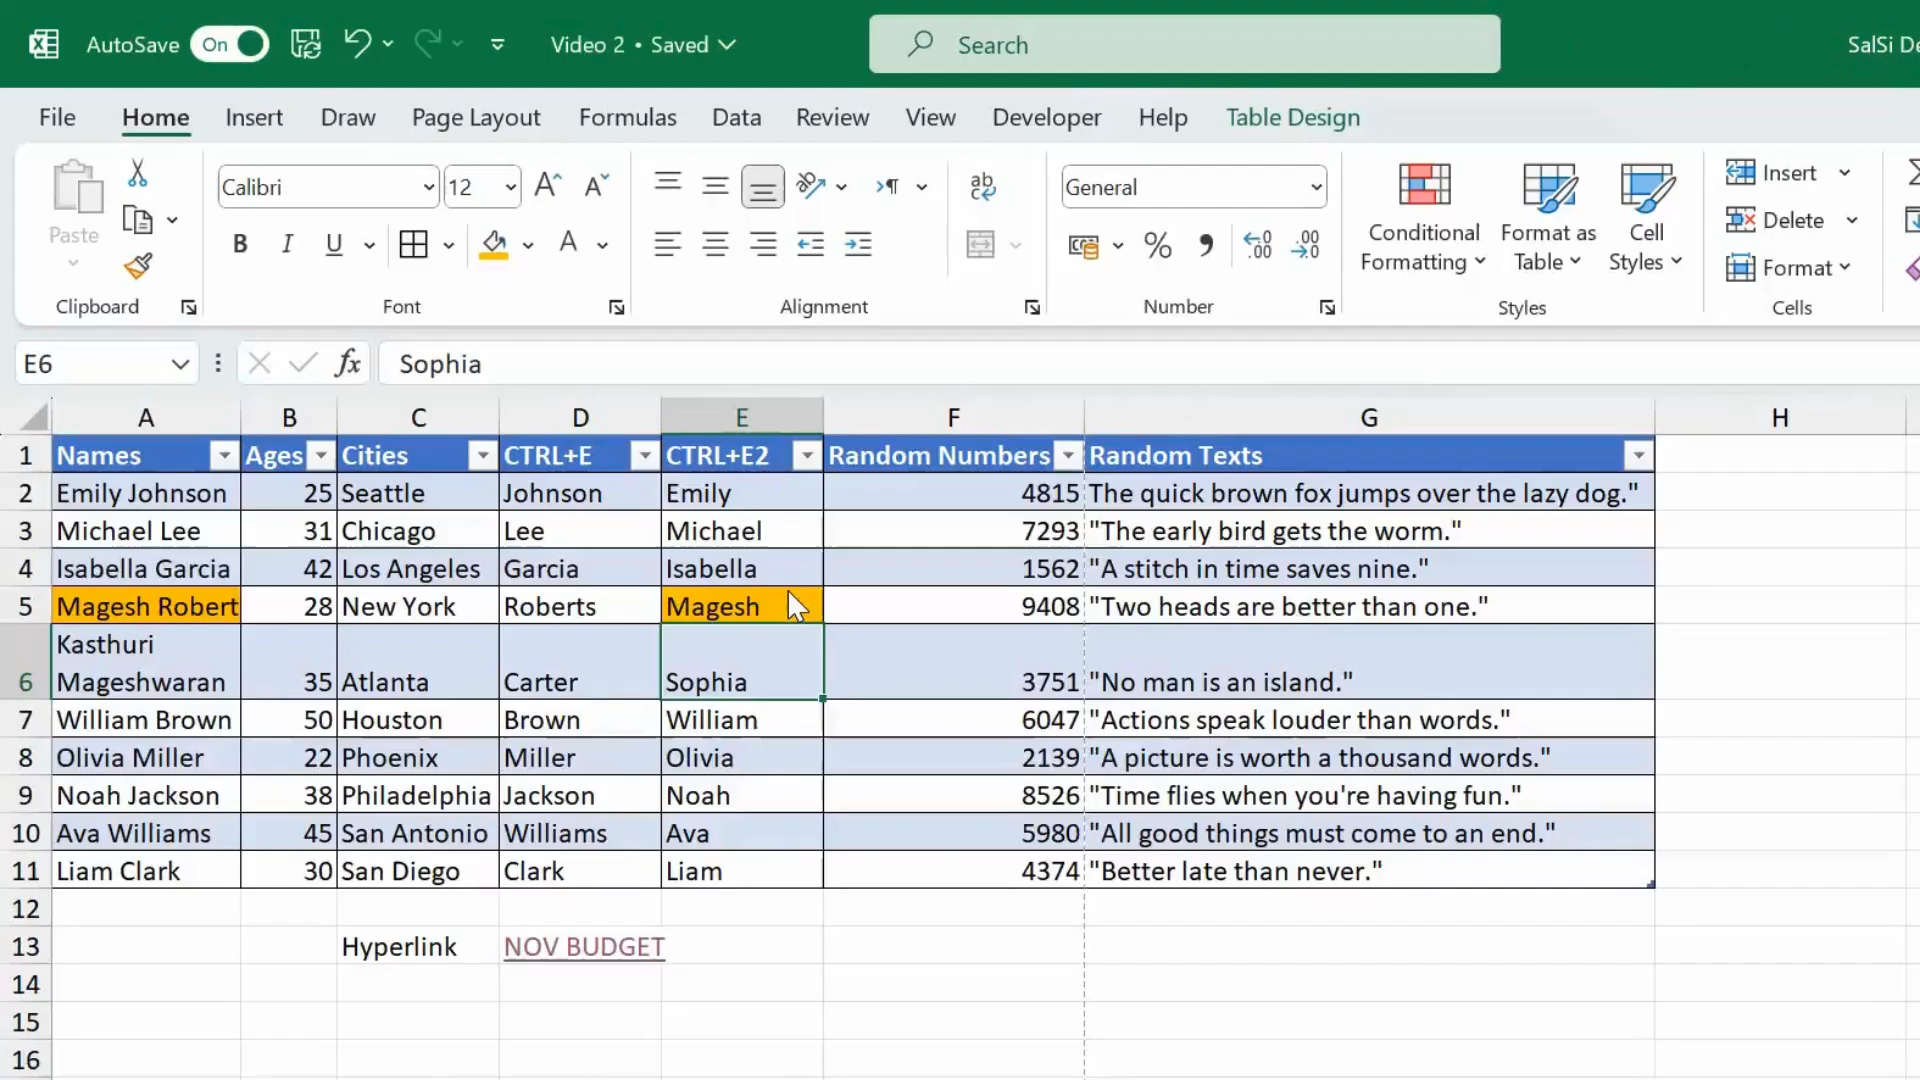 AutoSave On Video 2 • Saved Search SalSi De
File Home Insert Draw Page Layout Formulas Data Review View Developer Help Table Design
Paste
Calibri 12
B I U A
ab
General
% 9
Conditional Formatting
Format as Table
Cell Styles
Insert
Delete
Format
Clipboard Font Alignment Number Styles Cells
E6 fx Sophia
A B C D E F G H
1 Names Ages Cities CTRL+E CTRL+E2 Random Numbers Random Texts
2 Emily Johnson 25 Seattle Johnson Emily 4815 The quick brown fox jumps over the lazy dog."
3 Michael Lee 31 Chicago Lee Michael 7293 "The early bird gets the worm."
4 Isabella Garcia 42 Los Angeles Garcia Isabella 1562 "A stitch in time saves nine."
5 Magesh Robert 28 New York Roberts Magesh 9408 "Two heads are better than one."
Kasthuri
6 Mageshwaran 35 Atlanta Carter Sophia 3751 "No man is an island."
7 William Brown 50 Houston Brown William 6047 "Actions speak louder than words."
8 Olivia Miller 22 Phoenix Miller Olivia 2139 "A picture is worth a thousand words."
9 Noah Jackson 38 Philadelphia Jackson Noah 8526 "Time flies when you're having fun."
10 Ava Williams 45 San Antonio Williams Ava 5980 "All good things must come to an end."
11 Liam Clark 30 San Diego Clark Liam 4374 "Better late than never."
12
13 Hyperlink NOV BUDGET
14
15
16